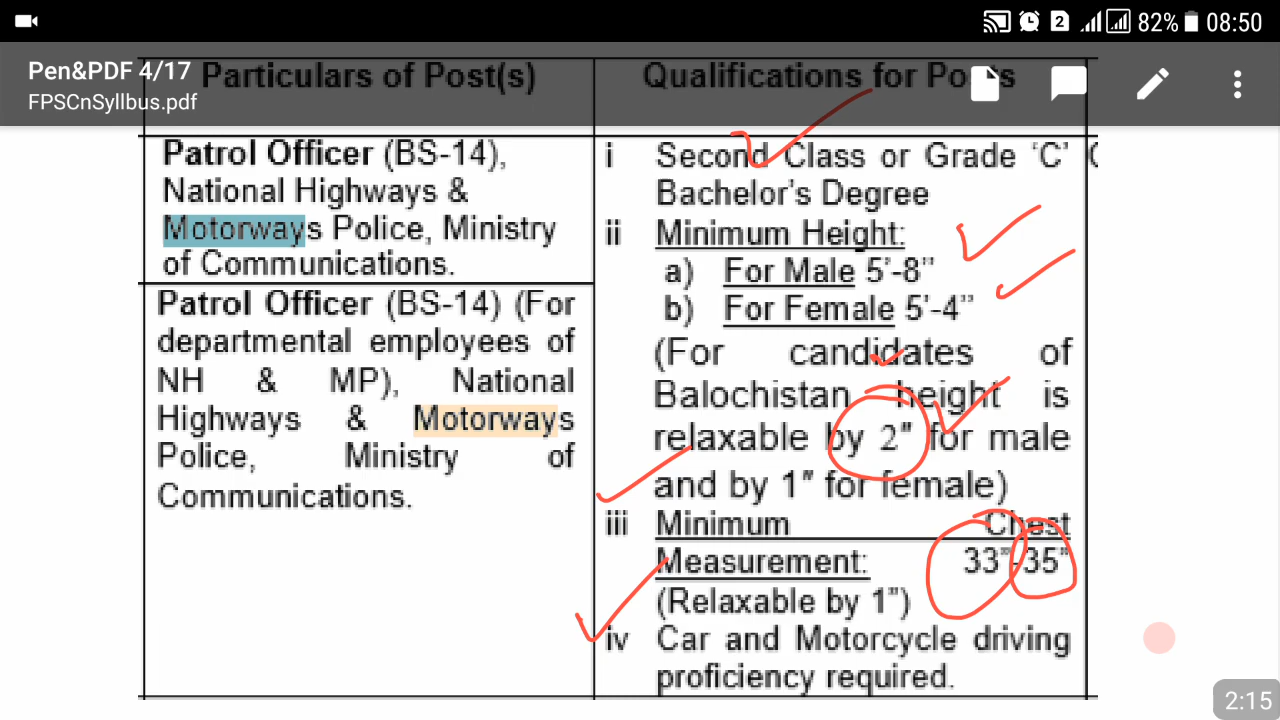 2 82% 08:50
Pen&PDF 4/17
FPSCnSyllbus.pdf
Particulars of Post(s)
Qualifications for Posts
Patrol Officer (BS-14),
National Highways &
Motorways Police, Ministry
of Communications.
Patrol Officer (BS-14) (For
departmental employees of
NH & MP), National
Highways & Motorways
Police, Ministry of
Communications.
i Second Class or Grade ‘C’
Bachelor’s Degree
ii Minimum Height:
a) For Male 5’-8”
b) For Female 5’-4”
(For candidates of
Balochistan height is
relaxable by 2″ for male
and by 1″ for female)
iii Minimum Chest
Measurement: 33”-35”
(Relaxable by 1”)
iv Car and Motorcycle driving
proficiency required.
2:15